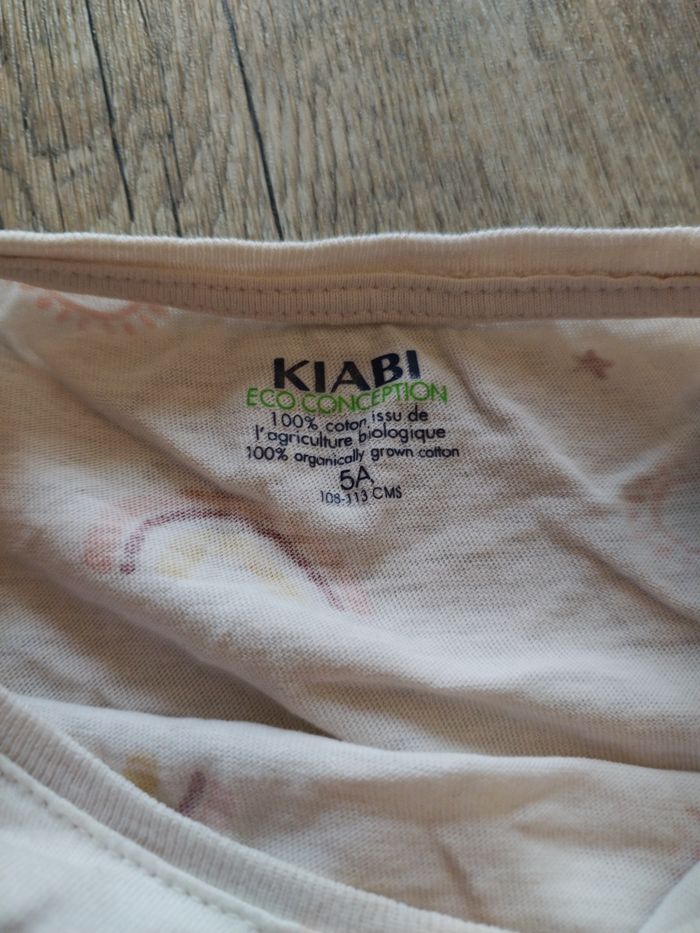 KIABI
ECO CONCEPTION
100% coton issu de
l'agriculture biologique
100% organically grown cotton
5A
108-113 CMS